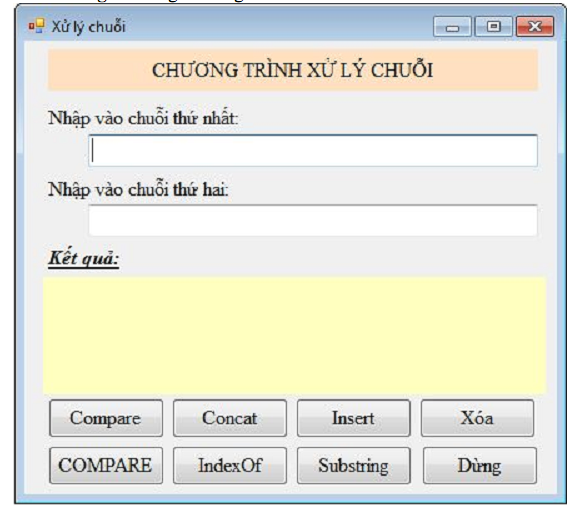 Xử lý chuỗi
CHƯƠNG TRÌNH XỬ LÝ CHUỖI
Nhập vào chuỗi thứ nhất:
Nhập vào chuỗi thứ hai:
Kết quả:
Compare Concat Insert Xóa
COMPARE IndexOf Substring Dừng